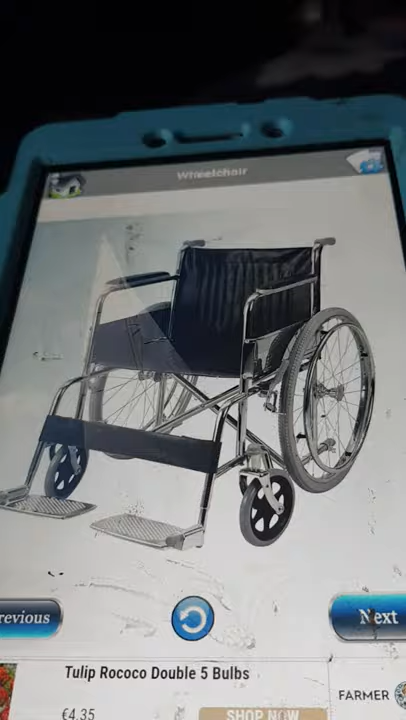 Wheelchair
revious
Next
Tulip Rococo Double 5 Bulbs
€4.35
SHOP NOW
FARMER